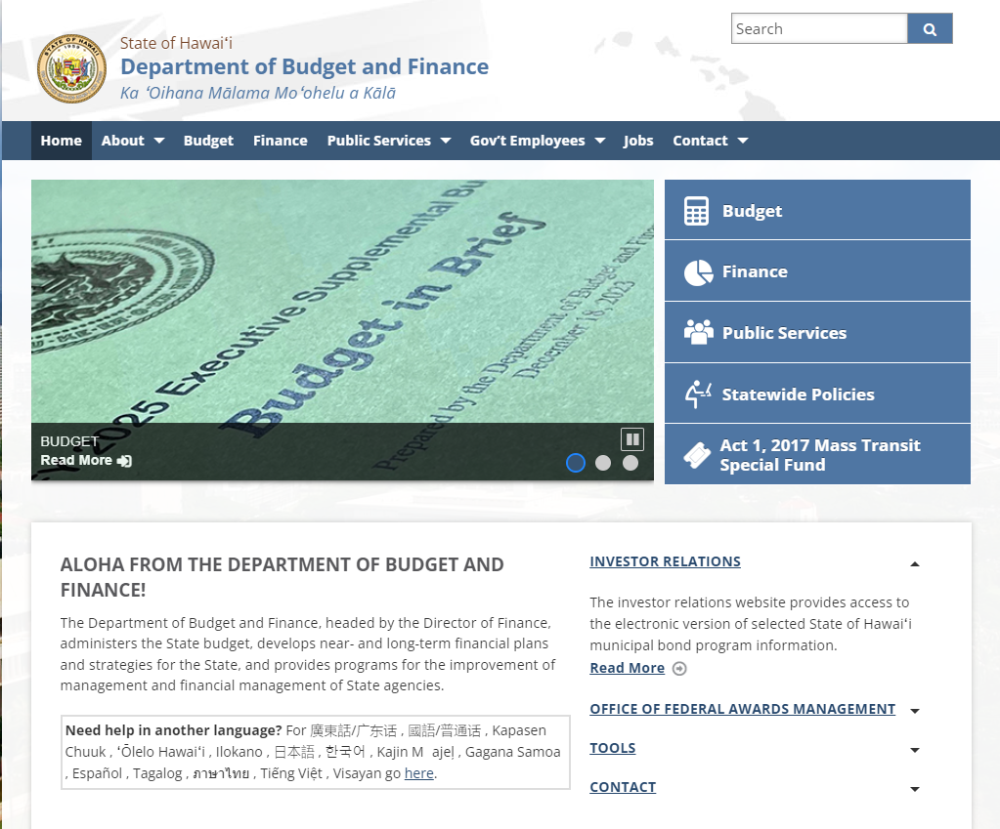 Search
State of Hawaiʻi
Department of Budget and Finance
Ka ʻOihana Mālama Moʻohelu a Kālā
Home About Budget Finance Public Services Gov’t Employees Jobs Contact
2025 Executive Supplemental Bu
Budget in Brief
Prepared by the Department of Budget and Fina
December 18, 2023
BUDGET
Read More
Budget
Finance
Public Services
Statewide Policies
Act 1, 2017 Mass Transit
Special Fund
ALOHA FROM THE DEPARTMENT OF BUDGET AND
FINANCE!
The Department of Budget and Finance, headed by the Director of Finance,
administers the State budget, develops near- and long-term financial plans
and strategies for the State, and provides programs for the improvement of
management and financial management of State agencies.
Need help in another language? For 廣東話/广东话 , 國語/普通话 , Kapasen
Chuuk , ʻŌlelo Hawaiʻi , Ilokano , 日本語 , 한국어 , Kajin M ajeḷ , Gagana Samoa
, Español , Tagalog , ภาษาไทย , Tiếng Việt , Visayan go here.
INVESTOR RELATIONS
The investor relations website provides access to
the electronic version of selected State of Hawaiʻi
municipal bond program information.
Read More
OFFICE OF FEDERAL AWARDS MANAGEMENT
TOOLS
CONTACT